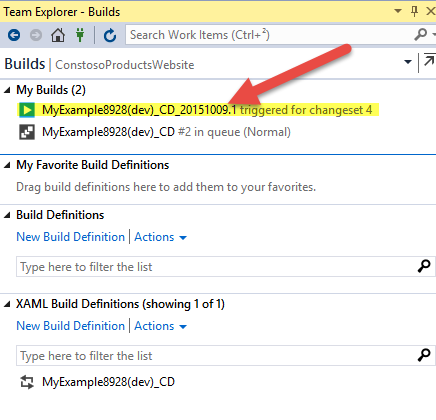 Team Explorer - Builds
Search Work Items (Ctrl+²)
Builds | ConstosoProductsWebsite
My Builds (2)
MyExample8928(dev)_CD_20151009.1 triggered for changeset 4
MyExample8928(dev)_CD #2 in queue (Normal)
My Favorite Build Definitions
Drag build definitions here to add them to your favorites.
Build Definitions
New Build Definition | Actions
Type here to filter the list
XAML Build Definitions (showing 1 of 1)
New Build Definition | Actions
Type here to filter the list
MyExample8928(dev)_CD